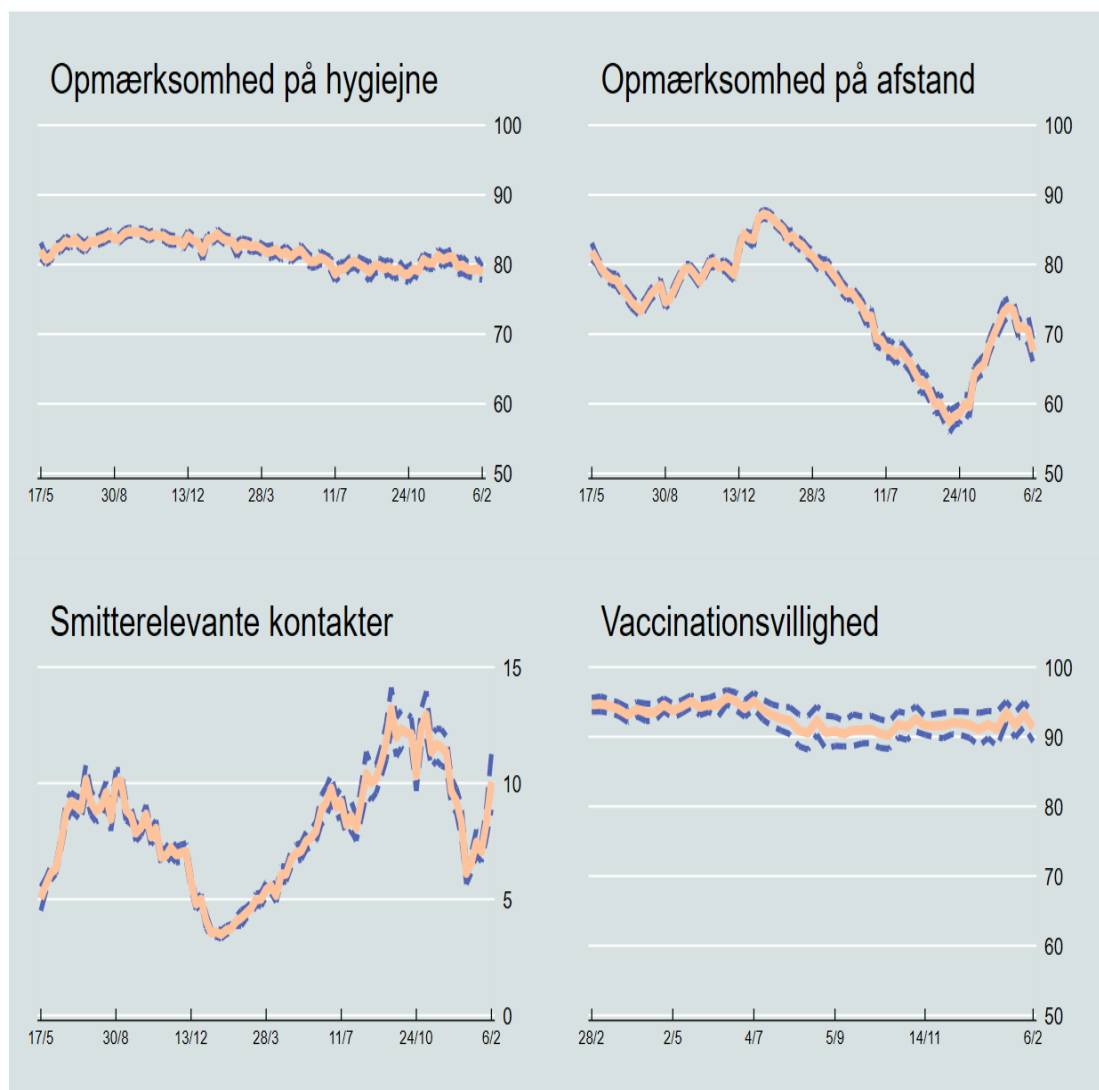 Opmærksomhed på hygiejne
100
90
80
70
60
50
17/5 30/8 13/12 28/3 11/7 24/10 6/2
Opmærksomhed på afstand
100
90
80
70
60
50
17/5 30/8 13/12 28/3 11/7 24/10 6/2
Smitterelevante kontakter
15
10
5
0
17/5 30/8 13/12 28/3 11/7 24/10 6/2
Vaccinationsvillighed
100
90
80
70
60
50
28/2 2/5 4/7 5/9 14/11 6/2